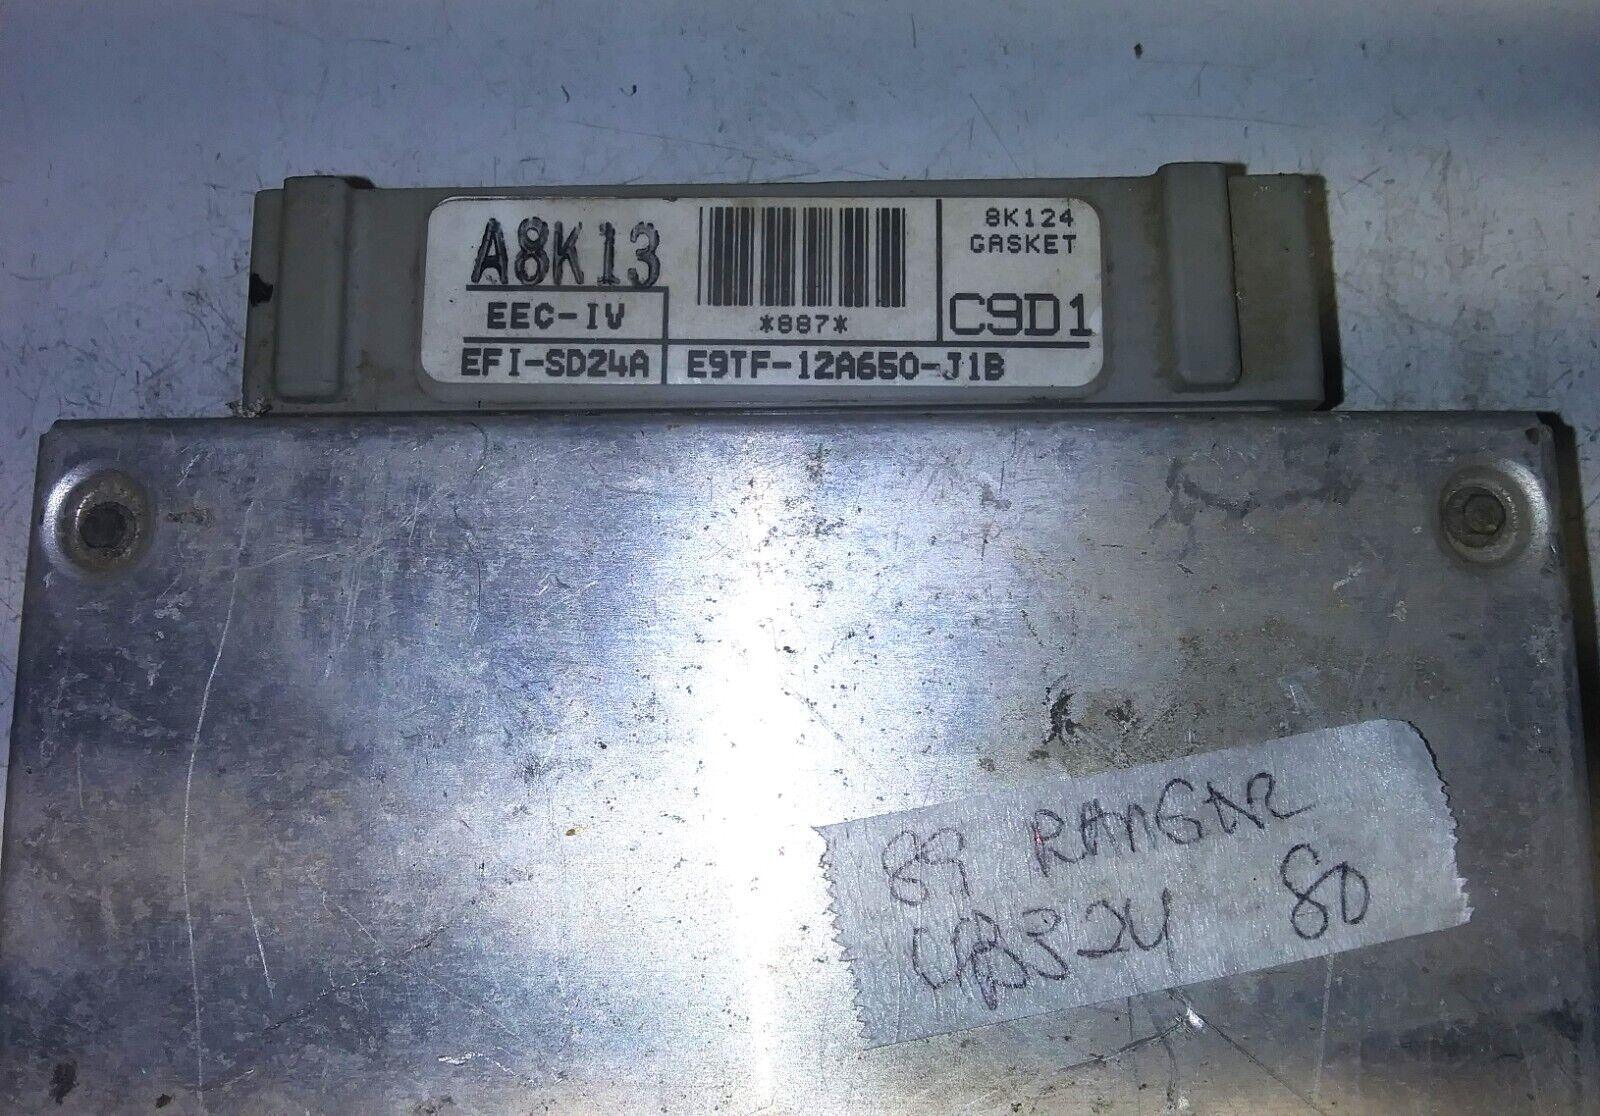 A8K13
8K124
GASKET
EEC-IV
*887*
C9D1
EFI-SD24A
E9TF-12A650-J1B
89 RANGER
80